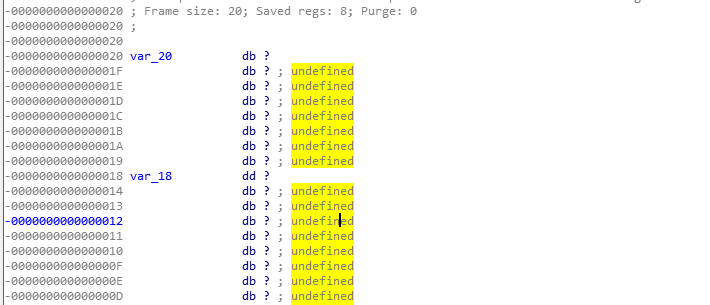 -0000000000000020 ; Frame size: 20; Saved regs: 8; Purge: 0
-0000000000000020 ;
-0000000000000020
-0000000000000020 var_20 db ?
-000000000000001F db ? ; undefined
-000000000000001E db ? ; undefined
-000000000000001D db ? ; undefined
-000000000000001C db ? ; undefined
-000000000000001B db ? ; undefined
-000000000000001A db ? ; undefined
-0000000000000019 db ? ; undefined
-0000000000000018 var_18 dd ?
-0000000000000014 db ? ; undefined
-0000000000000013 db ? ; undefined
-0000000000000012 db ? ; undefined
-0000000000000011 db ? ; undefined
-0000000000000010 db ? ; undefined
-000000000000000F db ? ; undefined
-000000000000000E db ? ; undefined
-000000000000000D db ? ; undefined